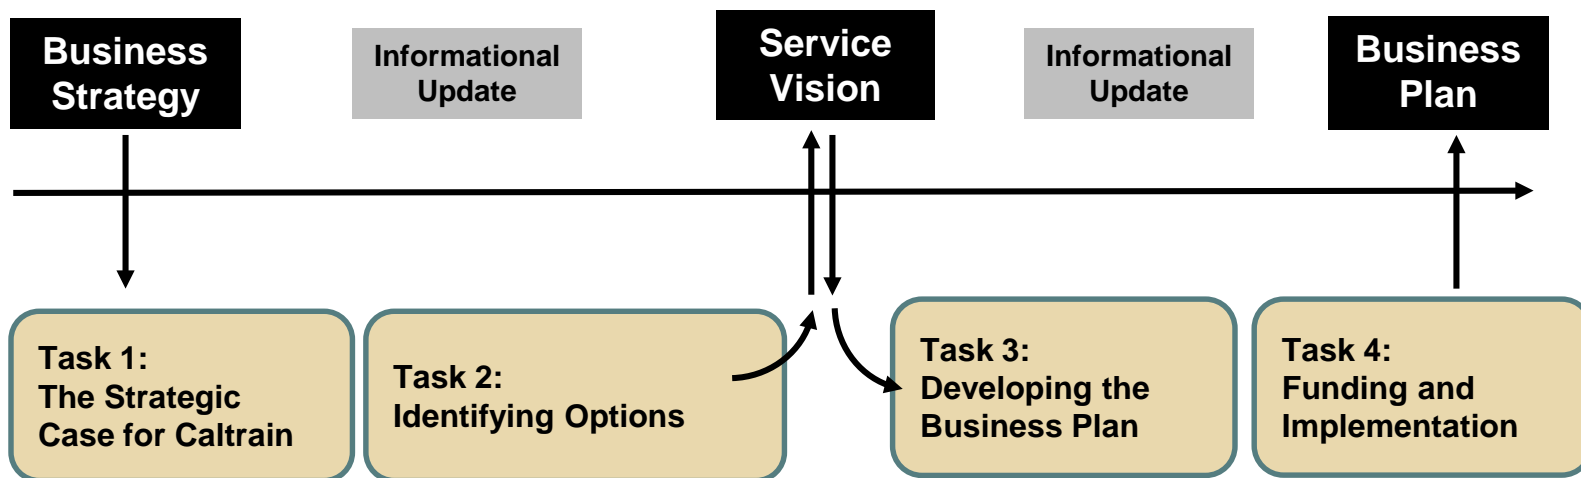 Business
Strategy
Informational
Update
Service
Vision
Informational
Update
Business
Plan
Task 1:
The Strategic
Case for Caltrain
Task 2:
Identifying Options
Task 3:
Developing the
Business Plan
Task 4:
Funding and
Implementation